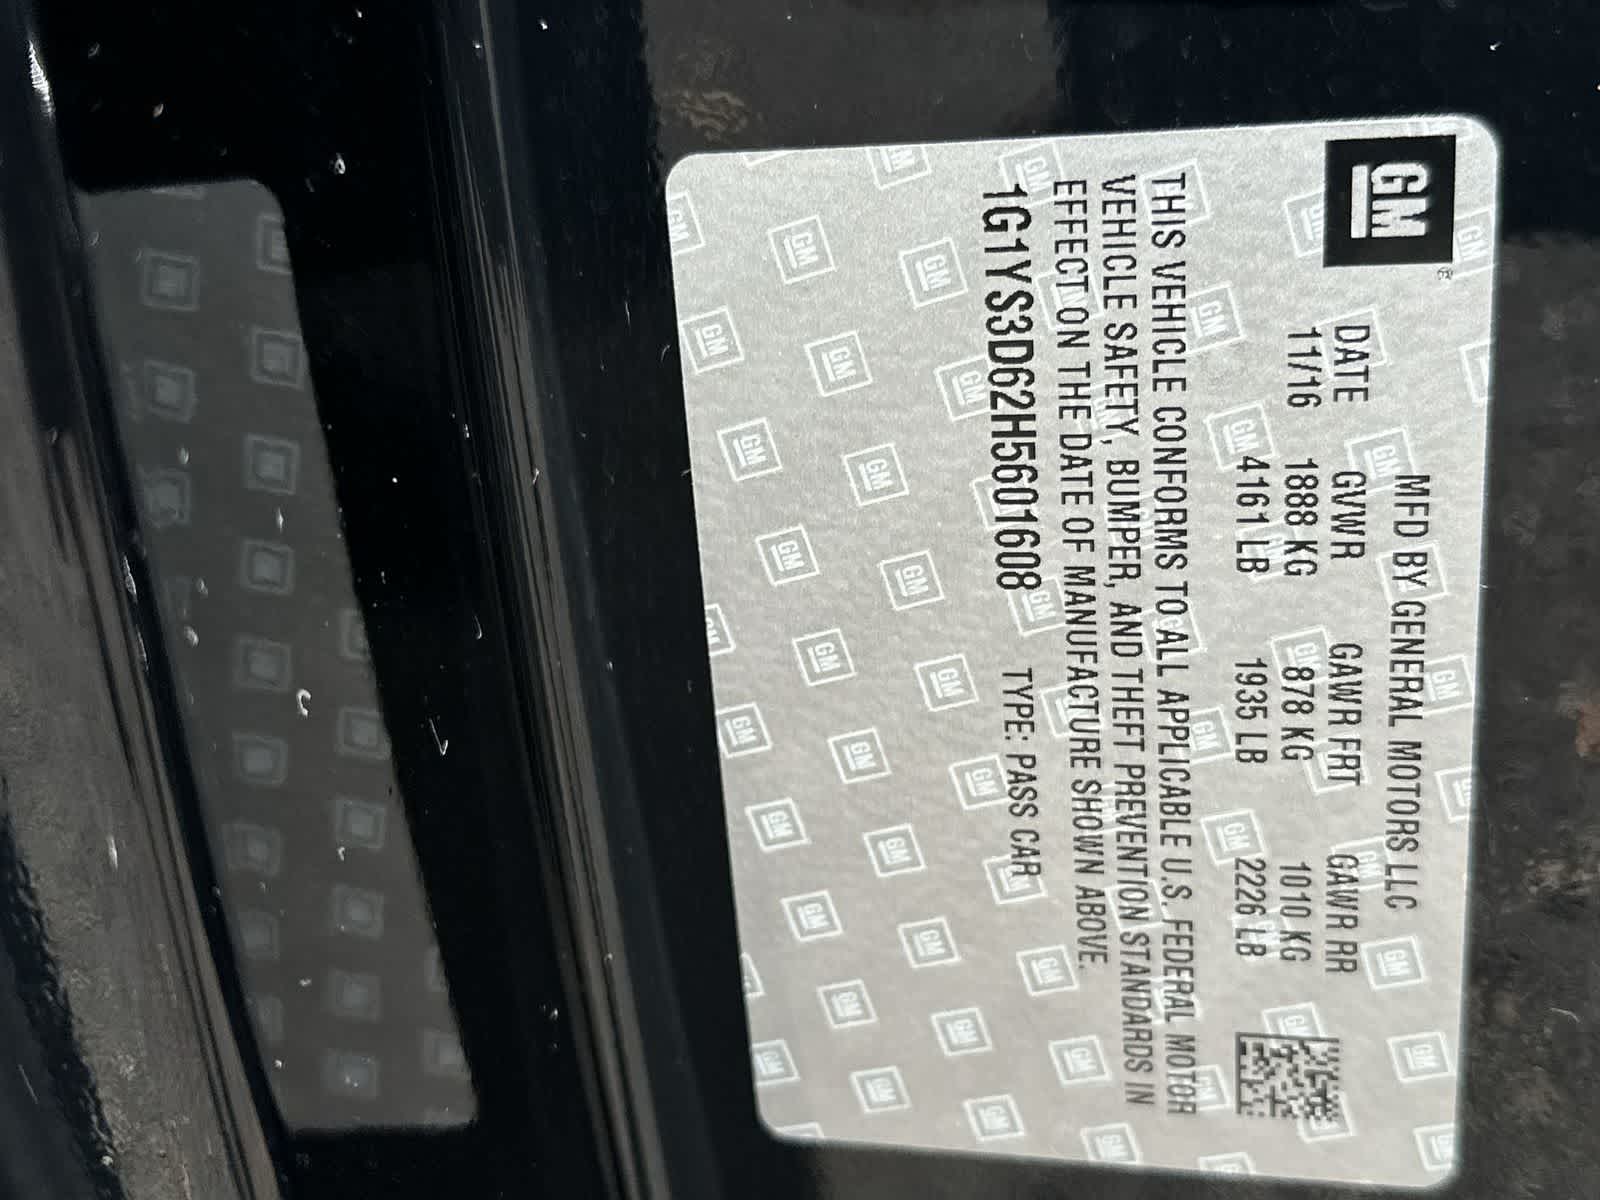 GM
MFD BY GENERAL MOTORS LLC
DATE GVWR GAWR FRT GAWR RR
11/16 1888 KG 878 KG 1010 KG
4161 LB 1935 LB 2226 LB
THIS VEHICLE CONFORMS TO ALL APPLICABLE U.S. FEDERAL MOTOR
VEHICLE SAFETY, BUMPER, AND THEFT PREVENTION STANDARDS IN
EFFECT ON THE DATE OF MANUFACTURE SHOWN ABOVE.
1G1YS3D62H5601608 TYPE: PASS CAR